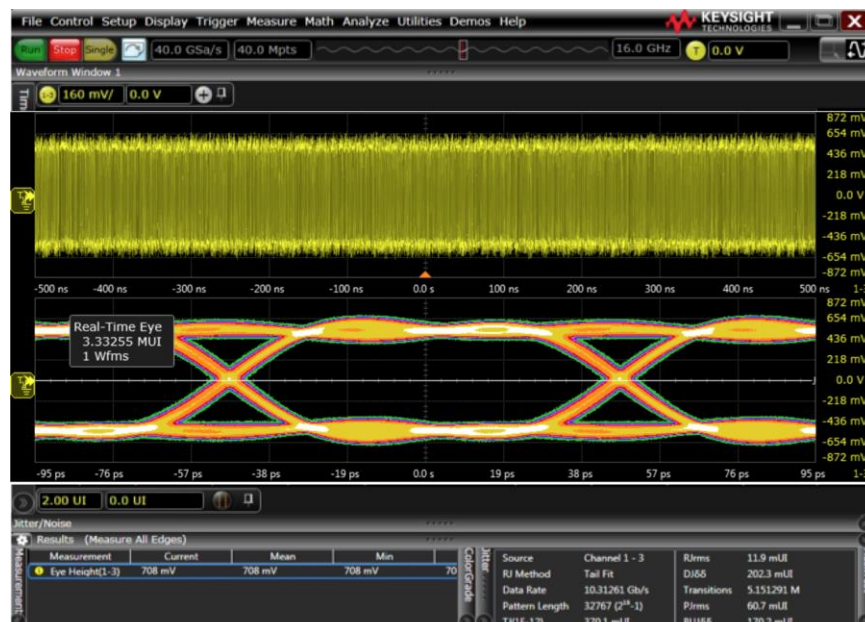 File Control Setup Display Trigger Measure Math Analyze Utilities Demos Help
KEYSIGHT
TECHNOLOGIES
Run Stop Single 40.0 GSa/s 40.0 Mpts 16.0 GHz T 0.0 V
Waveform Window 1
1-3 160 mV/ 0.0 V
872 mV
654 mV
436 mV
218 mV
0.0 V
-218 mV
-436 mV
-654 mV
-872 mV
-500 ns -400 ns -300 ns -200 ns -100 ns 0.0 s 100 ns 200 ns 300 ns 400 ns 500 ns
872 mV
654 mV
436 mV
218 mV
0.0 V
-218 mV
-436 mV
-654 mV
-872 mV
Real-Time Eye
3.33255 MUI
1 Wfms
-95 ps -76 ps -57 ps -38 ps -19 ps 0.0 s 19 ps 38 ps 57 ps 76 ps 95 ps
2.00 UI 0.0 UI
Jitter/Noise
Results (Measure All Edges)
Measurement Current Mean Min
Eye Height(1-3) 708 mV 708 mV 708 mV 70
Measurement
ColorGrade
Jitter
Source Channel 1 - 3 RJrms 11.9 mUI
RJ Method Tail Fit DJδδ 202.3 mUI
Data Rate 10.31261 Gb/s Transitions 5.151291 M
Pattern Length PJrms 60.7 mUI